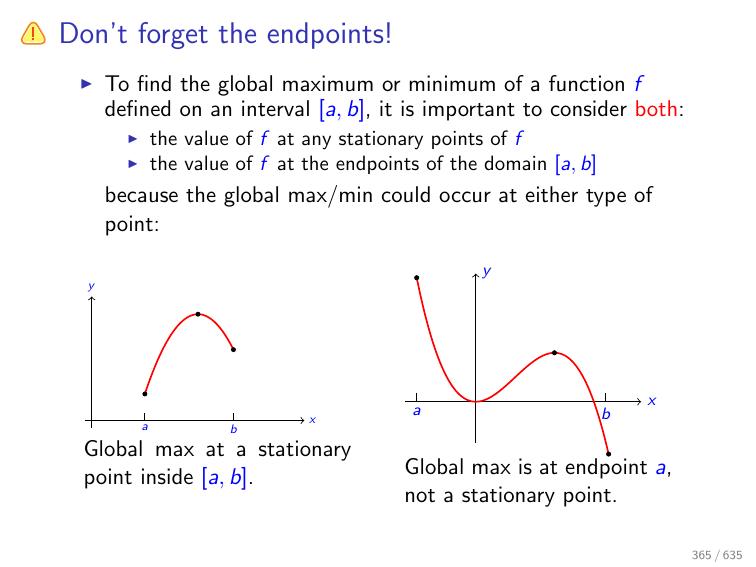 Don't forget the endpoints!
To find the global maximum or minimum of a function f
defined on an interval [a, b], it is important to consider both:
the value of f at any stationary points of f
the value of f at the endpoints of the domain [a, b]
because the global max/min could occur at either type of
point:
y
x
a
b
Global max at a stationary
point inside [a, b].
y
x
a
b
Global max is at endpoint a,
not a stationary point.
365 / 635